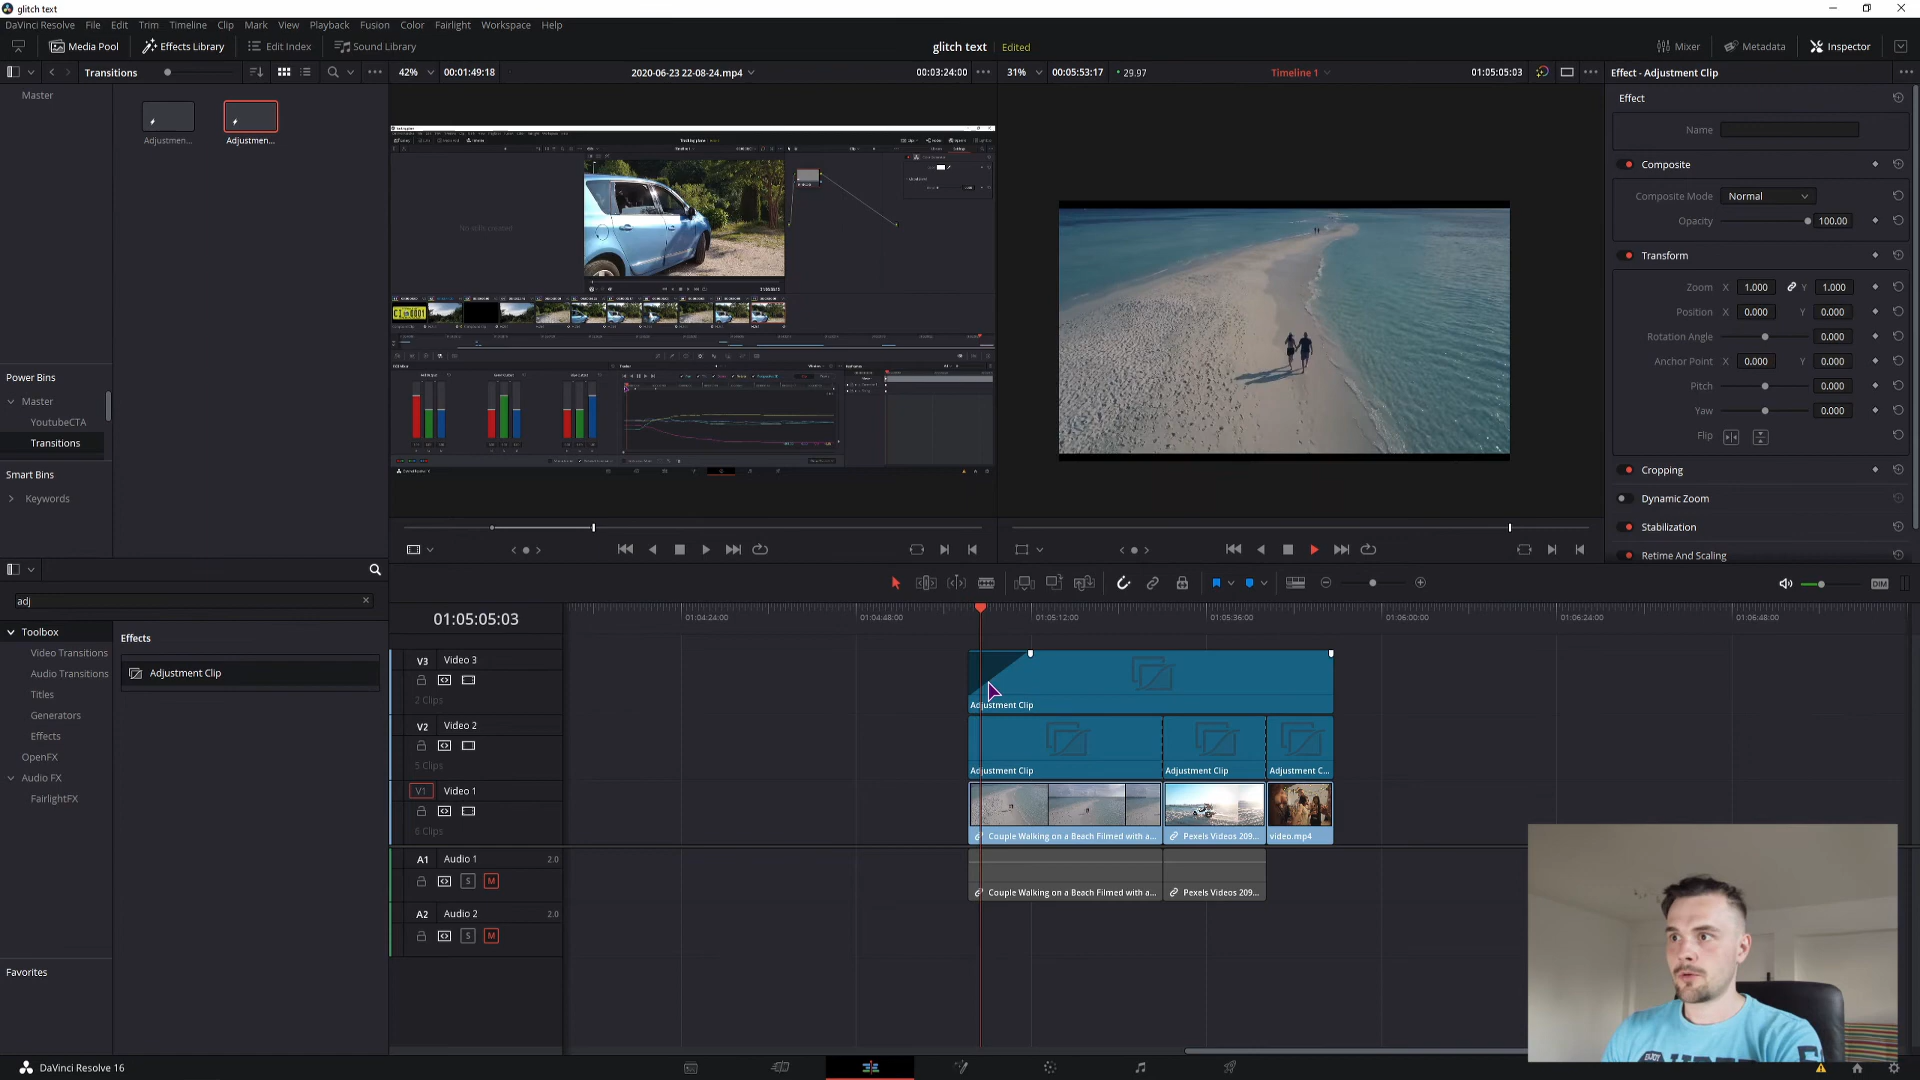 glitch text
DaVinci Resolve File Edit Trim Timeline Clip Mark View Playback Fusion Color Fairlight Workspace Help
Media Pool Effects Library Edit Index Sound Library glitch text Edited Mixer Metadata Inspector
Transitions 42% 00:01:49:18 2020-06-23 22-08-24.mp4 00:03:24:00 31% 00:05:53:17 29.97 Timeline 1 01:05:05:03 Effect - Adjustment Clip
Master
Adjustmen... Adjustmen...
Effect
Name
Composite
Composite Mode Normal
Opacity 100.00
Transform
Zoom X 1.000 Y 1.000
Position X 0.000 Y 0.000
Rotation Angle 0.000
Anchor Point X 0.000 Y 0.000
Pitch 0.000
Yaw 0.000
Flip
Cropping
Dynamic Zoom
Stabilization
Retime And Scaling
Power Bins
Master
YoutubeCTA
Transitions
Smart Bins
Keywords
adj
Toolbox
Video Transitions
Audio Transitions
Titles
Generators
Effects
OpenFX
Audio FX
FairlightFX
Favorites
Effects
Adjustment Clip
DIM
01:05:05:03 01:04:24:00 01:04:48:00 01:05:12:00 01:05:36:00 01:06:00:00 01:06:24:00 01:06:48:00
V3 Video 3
2 Clips
Adjustment Clip
V2 Video 2
5 Clips
Adjustment Clip Adjustment Clip Adjustment C...
V1 Video 1
6 Clips
Couple Walking on a Beach Filmed with a... Pexels Videos 209... video.mp4
A1 Audio 1 2.0
S M
Couple Walking on a Beach Filmed with a... Pexels Videos 209...
A2 Audio 2 2.0
S M
DaVinci Resolve 16